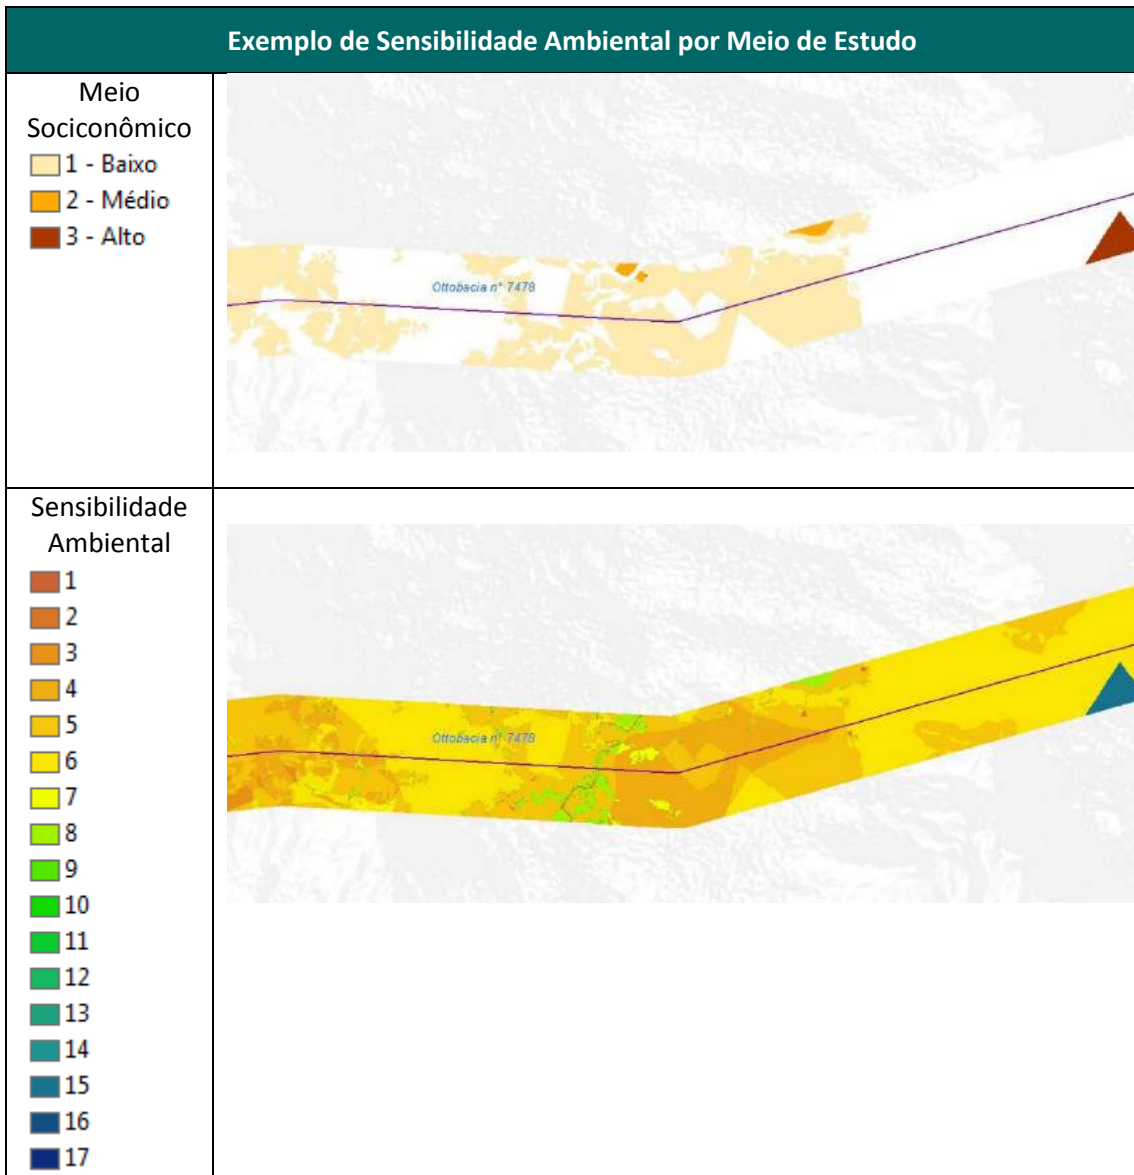 Exemplo de Sensibilidade Ambiental por Meio de Estudo
Meio
Sociconômico
1 - Baixo
2 - Médio
3 - Alto
Ottobacia n° 7478
Sensibilidade
Ambiental
1
2
3
4
5
6
7
8
9
10
11
12
13
14
15
16
17
Ottobacia n° 7478